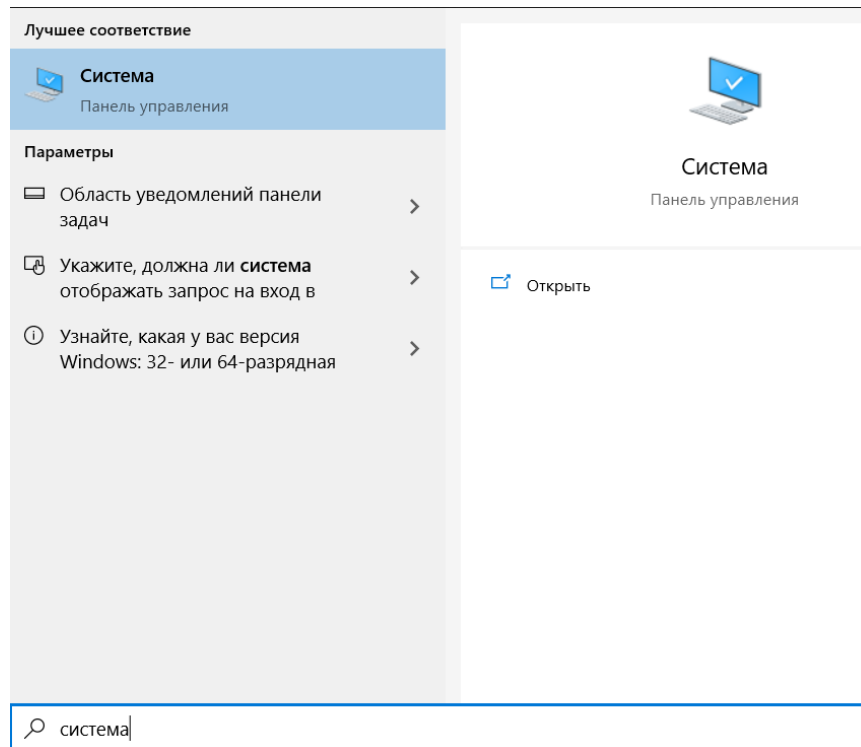 Лучшее соответствие
Система
Панель управления
Параметры
Область уведомлений панели
задач
Укажите, должна ли система
отображать запрос на вход в
Узнайте, какая у вас версия
Windows: 32- или 64-разрядная
Система
Панель управления
Открыть
система